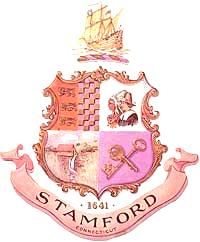 · 1641 ·
STAMFORD
CONNECTICUT